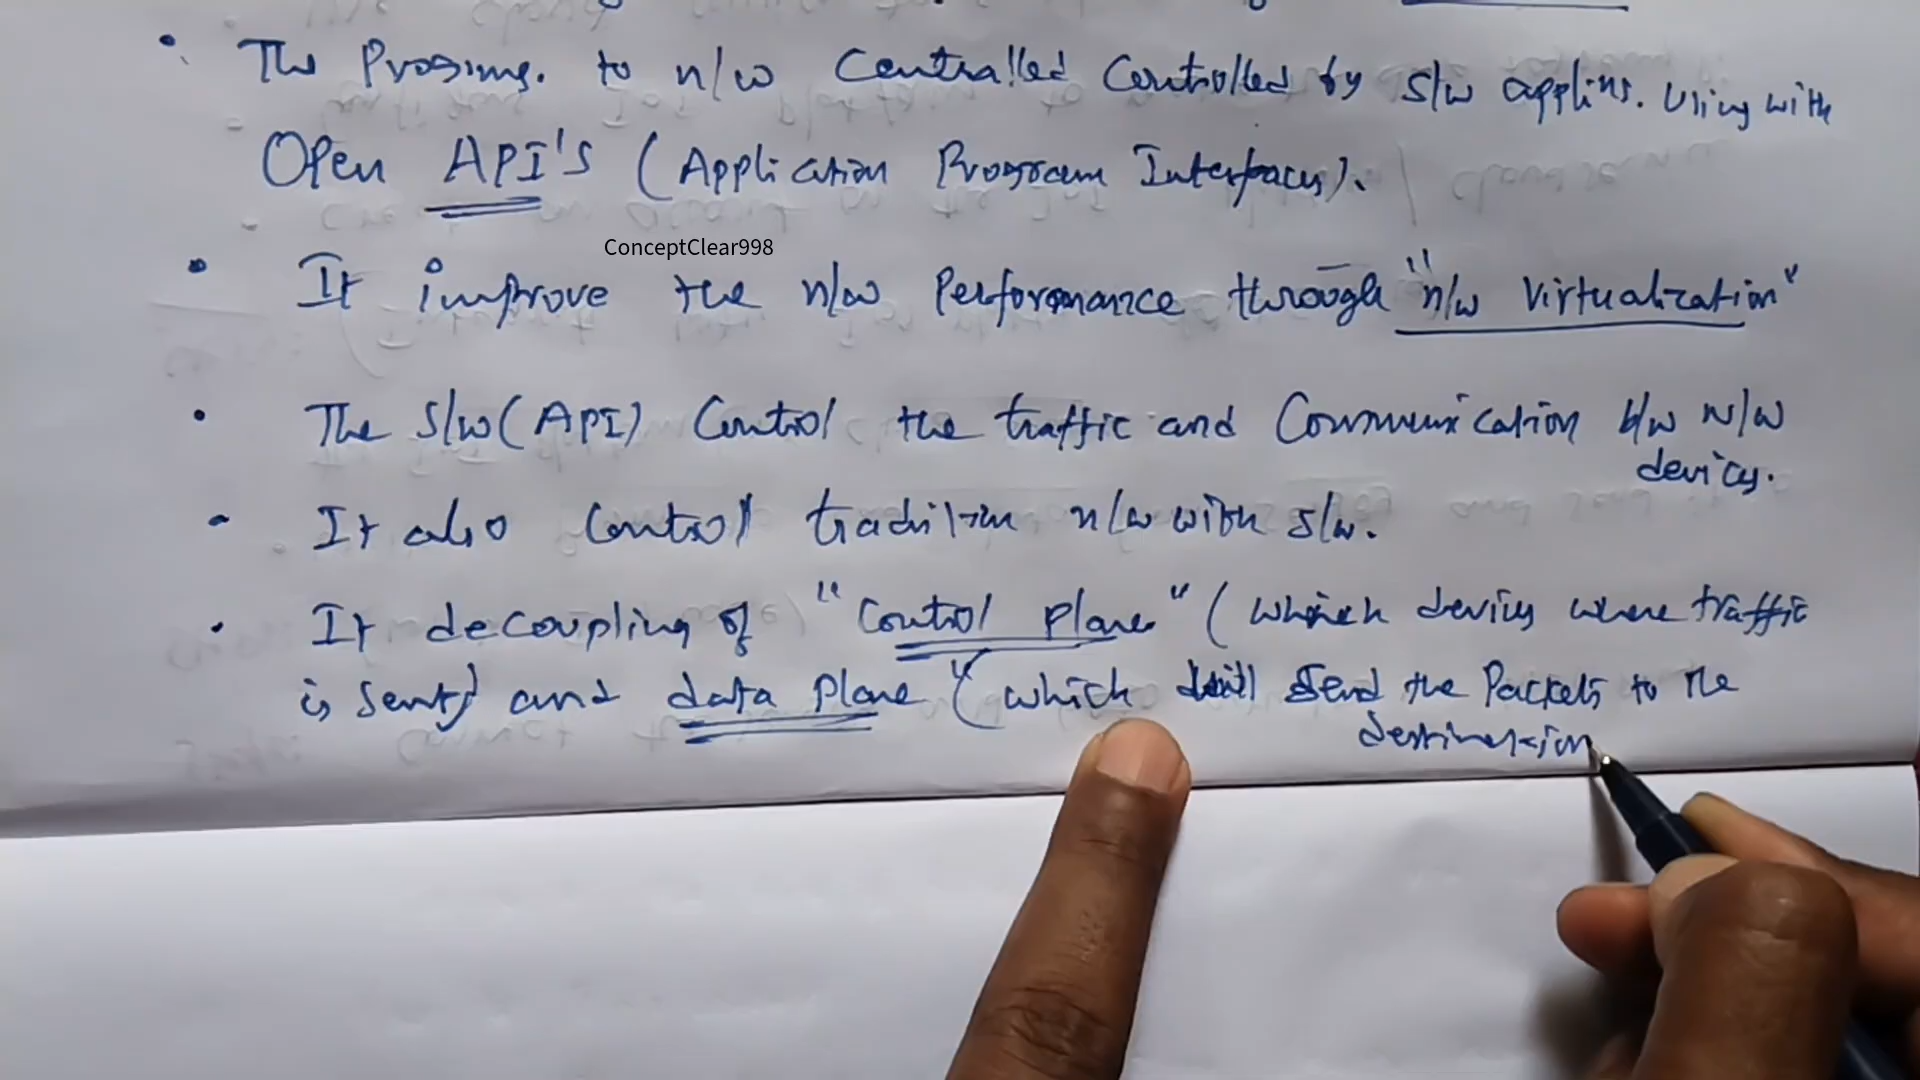 The Progrmg. to n/w Centralled Controlled by S/w applins. Using with
Open API's (Application Program Interfaces).
ConceptClear998
It improve the n/w Performance through "n/w Virtualization"
The S/w (API) Control the traffic and Communication b/w N/w
devices.
It also Control tradition n/w with s/w.
It decoupling of "Control Plane" (which devices where traffic
is sent) and data Plane (which will send the Packets to the
destination